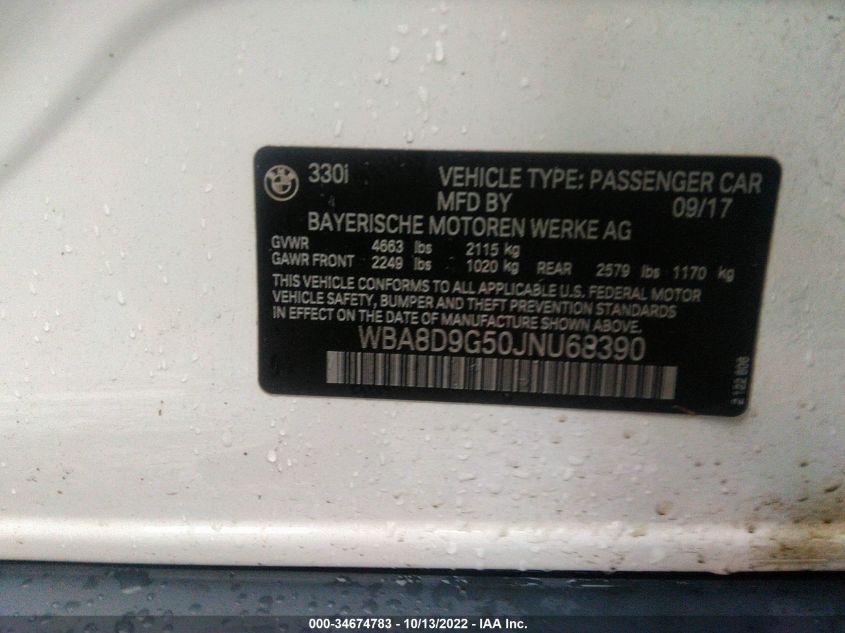 330i VEHICLE TYPE: PASSENGER CAR
MFD BY 09/17
BAYERISCHE MOTOREN WERKE AG
GVWR 4663 lbs 2115 kg
GAWR FRONT 2249 lbs 1020 kg REAR 2579 lbs 1170 kg
THIS VEHICLE CONFORMS TO ALL APPLICABLE U.S. FEDERAL MOTOR
VEHICLE SAFETY, BUMPER AND THEFT PREVENTION STANDARDS
IN EFFECT ON THE DATE OF MANUFACTURE SHOWN ABOVE.
WBA8D9G50JNU68390
000-34674783 - 10/13/2022 - IAA Inc.